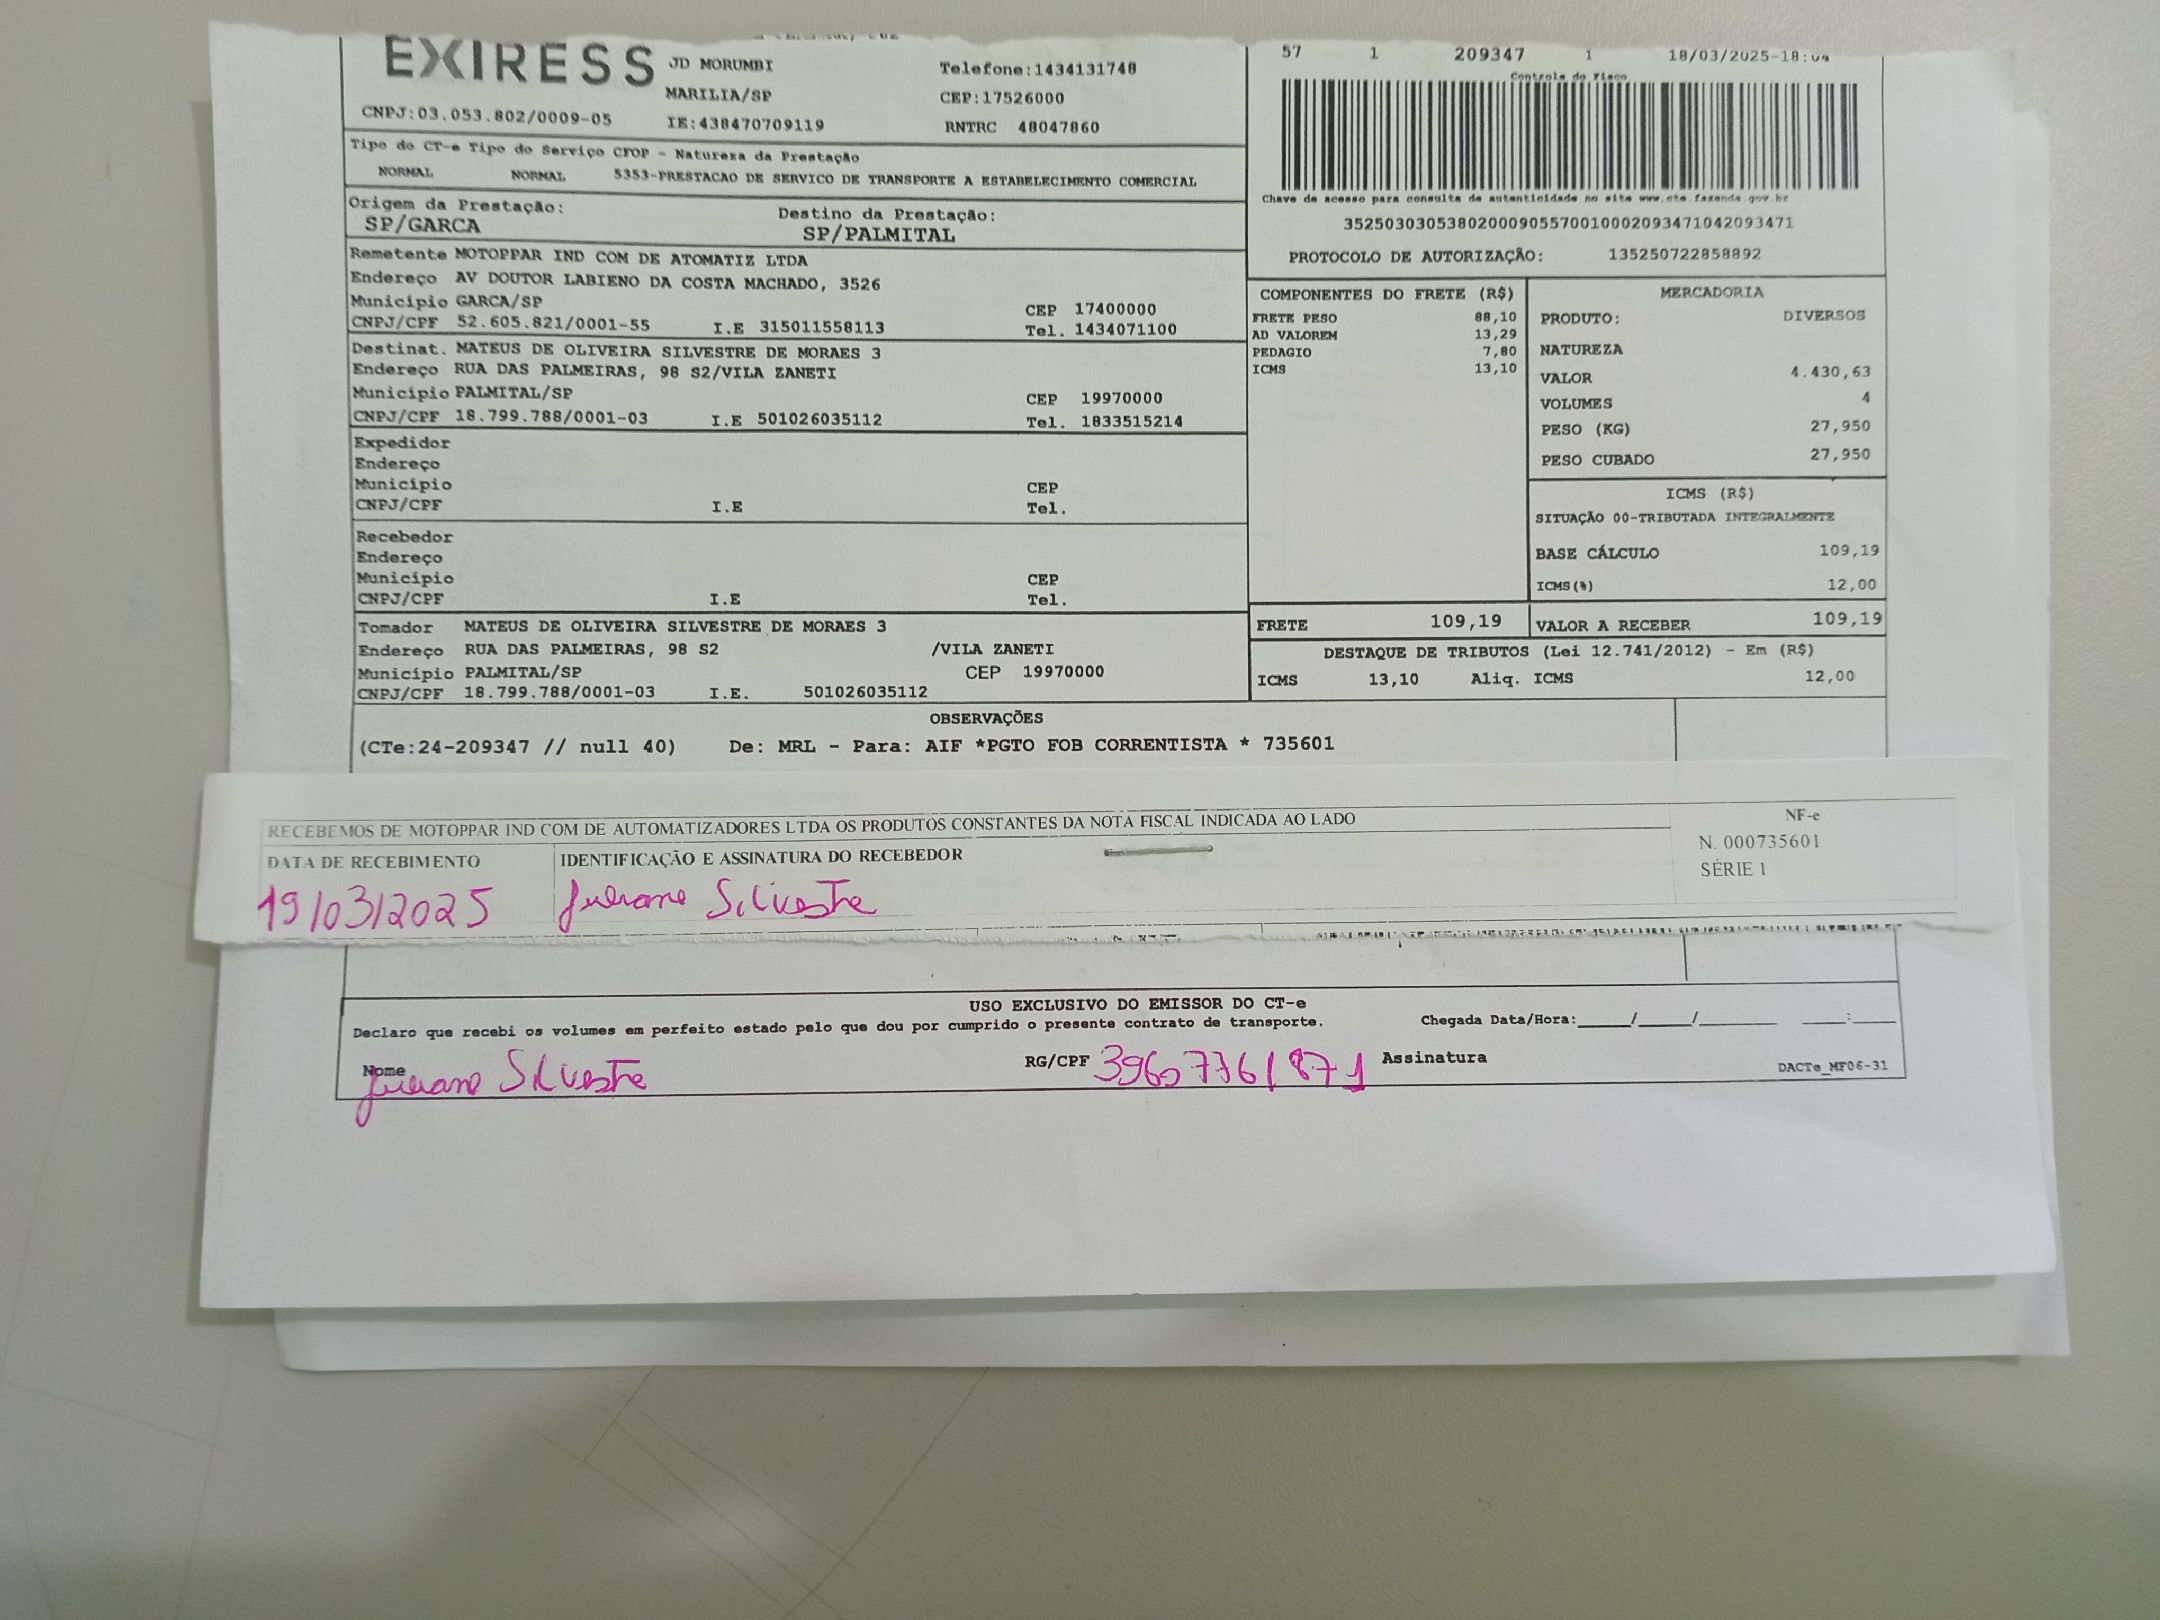 EXIRESS
JD MORUMBI
Telefone:1434131748
MARILIA/SP
CEP:17526000
CNPJ:03.053.802/0009-05
IE:438470709119
RNTRC 48047860
57 1 209347 1 18/03/2025-18:
Controle do Fisco
Tipo do CT-e Tipo do Serviço CFOP - Natureza da Prestação
NORMAL NORMAL 5353-PRESTACAO DE SERVICO DE TRANSPORTE A ESTABELECIMENTO COMERCIAL
Chave de acesso para consulta de autenticidade no site www.cte.fazenda.gov.br
35250303053802000905570010002093471042093471
PROTOCOLO DE AUTORIZAÇÃO: 135250722858892
Origem da Prestação:
SP/GARCA
Destino da Prestação:
SP/PALMITAL
Remetente MOTOPPAR IND COM DE ATOMATIZ LTDA
Endereço AV DOUTOR LABIENO DA COSTA MACHADO, 3526
Município GARCA/SP CEP 17400000
CNPJ/CPF 52.605.821/0001-55 I.E 315011558113 Tel. 1434071100
Destinat. MATEUS DE OLIVEIRA SILVESTRE DE MORAES 3
Endereço RUA DAS PALMEIRAS, 98 S2/VILA ZANETI
Município PALMITAL/SP CEP 19970000
CNPJ/CPF 18.799.788/0001-03 I.E 501026035112 Tel. 1833515214
Expedidor
Endereço
Município CEP
CNPJ/CPF I.E Tel.
Recebedor
Endereço
Município CEP
CNPJ/CPF I.E Tel.
Tomador MATEUS DE OLIVEIRA SILVESTRE DE MORAES 3
Endereço RUA DAS PALMEIRAS, 98 S2 /VILA ZANETI
Município PALMITAL/SP CEP 19970000
CNPJ/CPF 18.799.788/0001-03 I.E. 501026035112
COMPONENTES DO FRETE (R$)
FRETE PESO 88,10
AD VALOREM 13,29
PEDAGIO 7,80
ICMS 13,10
MERCADORIA
PRODUTO: DIVERSOS
NATUREZA
VALOR 4.430,63
VOLUMES 4
PESO (KG) 27,950
PESO CUBADO 27,950
ICMS (R$)
SITUAÇÃO 00-TRIBUTADA INTEGRALMENTE
BASE CÁLCULO 109,19
ICMS(%) 12,00
FRETE 109,19 VALOR A RECEBER 109,19
DESTAQUE DE TRIBUTOS (Lei 12.741/2012) - Em (R$)
ICMS 13,10 Aliq. ICMS 12,00
OBSERVAÇÕES
(CTe:24-209347 // null 40) De: MRL - Para: AIF *PGTO FOB CORRENTISTA * 735601
RECEBEMOS DE MOTOPPAR IND COM DE AUTOMATIZADORES LTDA OS PRODUTOS CONSTANTES DA NOTA FISCAL INDICADA AO LADO
NF-e
N. 000735601
SÉRIE 1
DATA DE RECEBIMENTO
IDENTIFICAÇÃO E ASSINATURA DO RECEBEDOR
19/03/2025
Juliane Silvestre
USO EXCLUSIVO DO EMISSOR DO CT-e
Declaro que recebi os volumes em perfeito estado pelo que dou por cumprido o presente contrato de transporte.
Chegada Data/Hora:____/____/______ ____:____
Nome Juliane Silvestre
RG/CPF 39607761871
Assinatura
DACTe_MF06-31